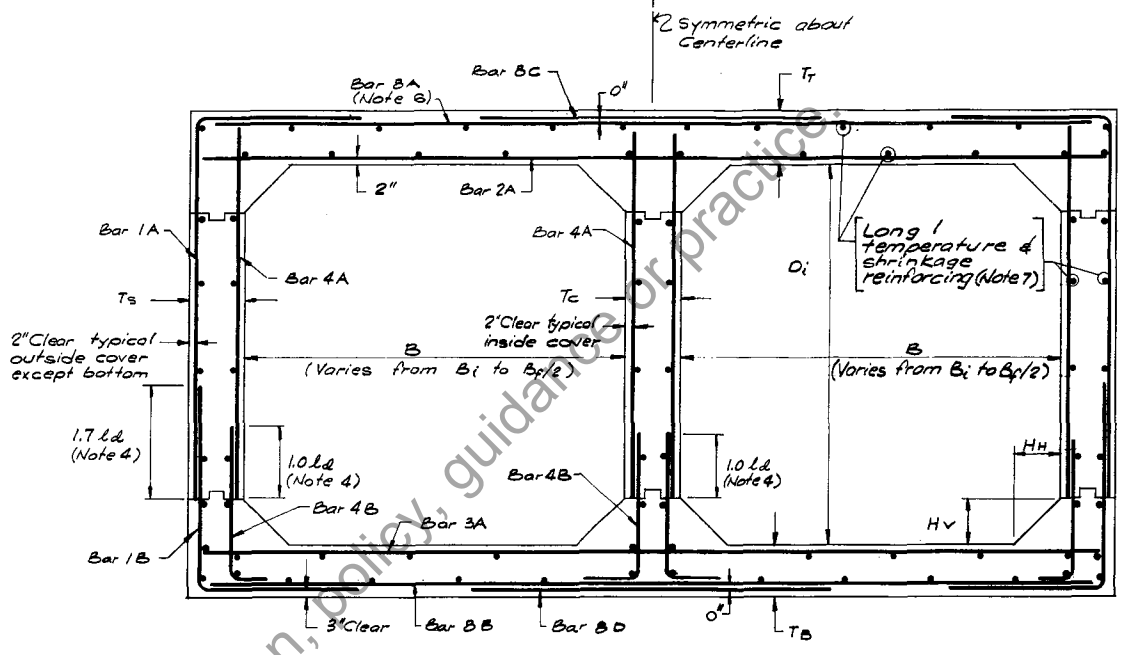 Symmetric about
Centerline
Bar 8C
Bar 8A
(Note 6)
0"
TT
2"
Bar 2A
Bar 1A
Bar 4A
Bar 4A
Long'l
temperature &
shrinkage
reinforcing (Note 7)
Di
Ts
Tc
2" Clear typical
outside cover
except bottom
2" Clear typical
inside cover
B
(Varies from Bi to Bf/2)
B
(Varies from Bi to Bf/2)
1.7 ld
(Note 4)
1.0 ld
(Note 4)
1.0 ld
(Note 4)
HH
Bar 4B
Bar 4B
Bar 3A
Hv
Bar 1B
3" Clear
Bar 8B
Bar 8D
0"
TB
n, policy, guidance or practice.